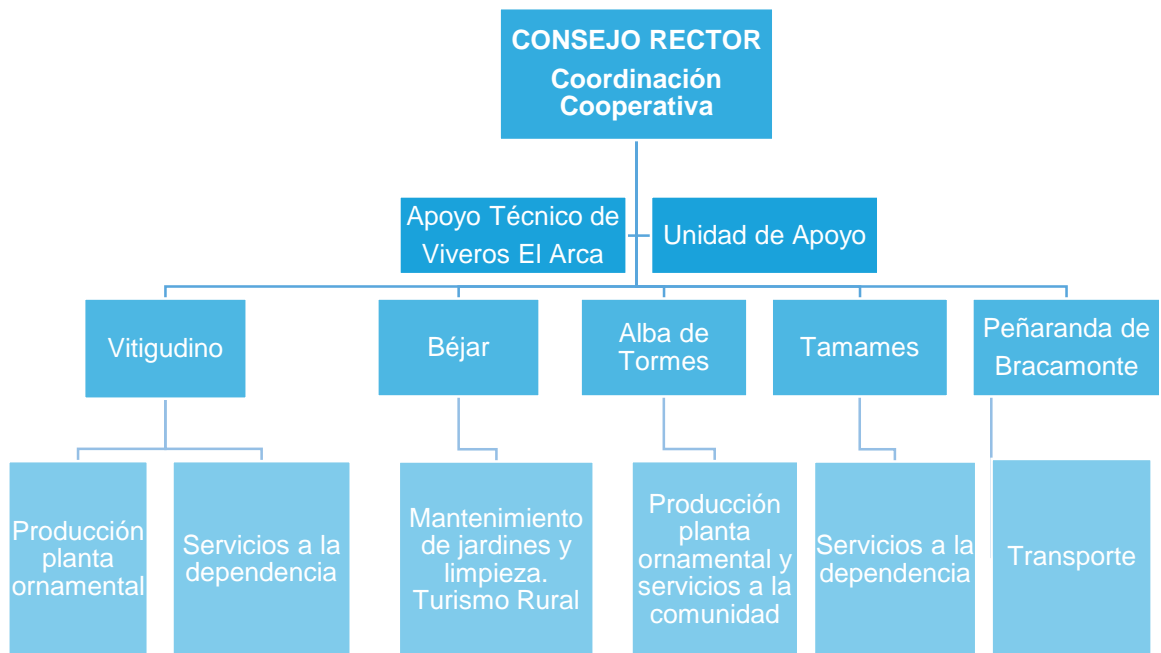 CONSEJO RECTOR
Coordinación
Cooperativa
Apoyo Técnico de
Viveros El Arca
Unidad de Apoyo
Vitigudino
Béjar
Alba de
Tormes
Tamames
Peñaranda de
Bracamonte
Producción
planta
ornamental
Servicios a la
dependencia
Mantenimiento
de jardines y
limpieza.
Turismo Rural
Producción
planta
ornamental y
servicios a la
comunidad
Servicios a la
dependencia
Transporte